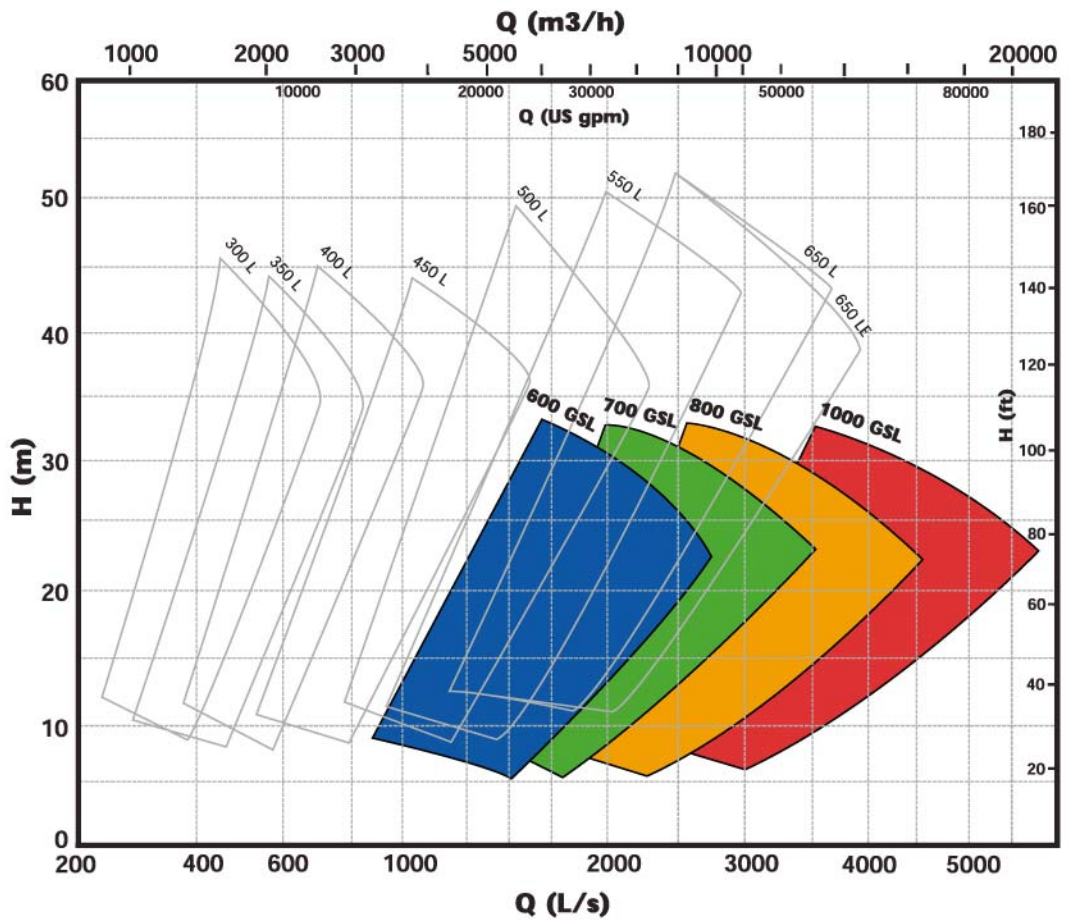 Q (m3/h)
1000 2000 3000 5000 10000 20000
10000 20000 30000 50000 80000
Q (US gpm)
60
50
40
30
20
10
0
H (m)
180
160
140
120
100
80
60
40
20
H (ft)
300 L
350 L
400 L
450 L
500 L
550 L
650 L
650 LE
600 GSL
700 GSL
800 GSL
1000 GSL
200 400 600 1000 2000 3000 4000 5000
Q (L/s)